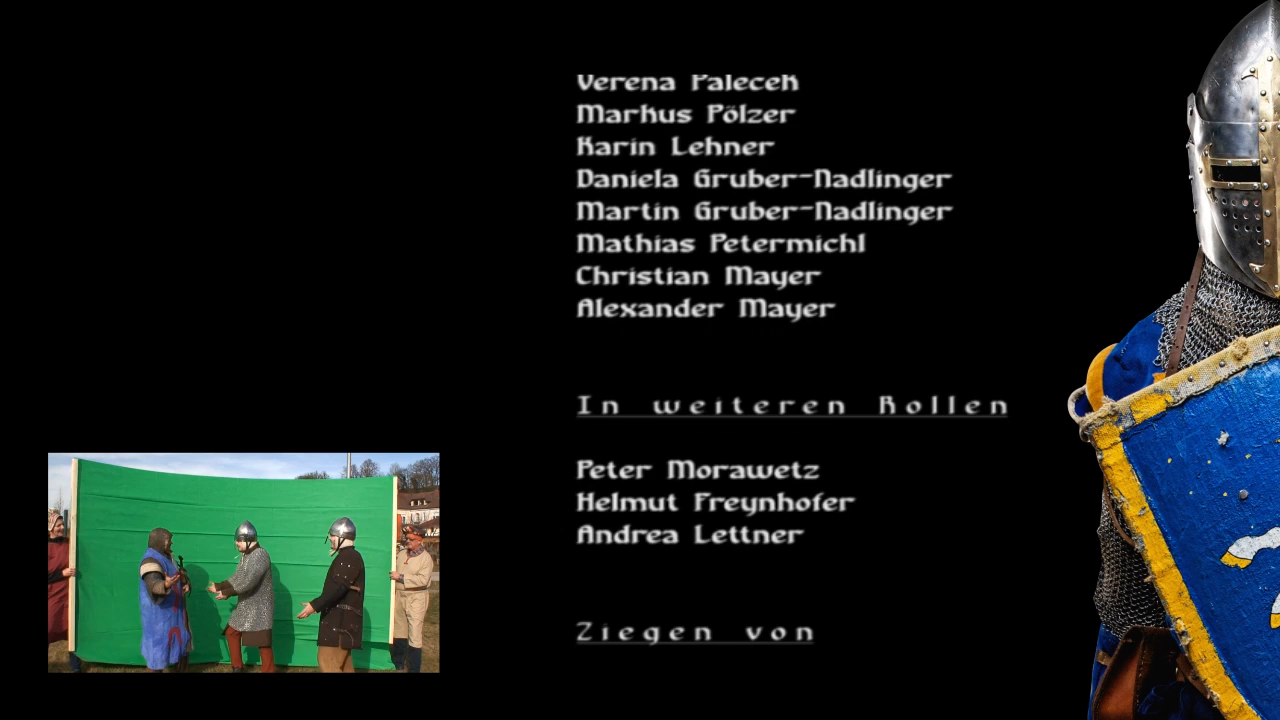 Verena Palecek
Markus Pölzer
Karin Lehner
Daniela Gruber-Nadlinger
Martin Gruber-Nadlinger
Mathias Petermichl
Christian Mayer
Alexander Mayer
In weiteren Rollen
Peter Morawetz
Helmut Freynhofer
Andrea Lettner
Ziegen von